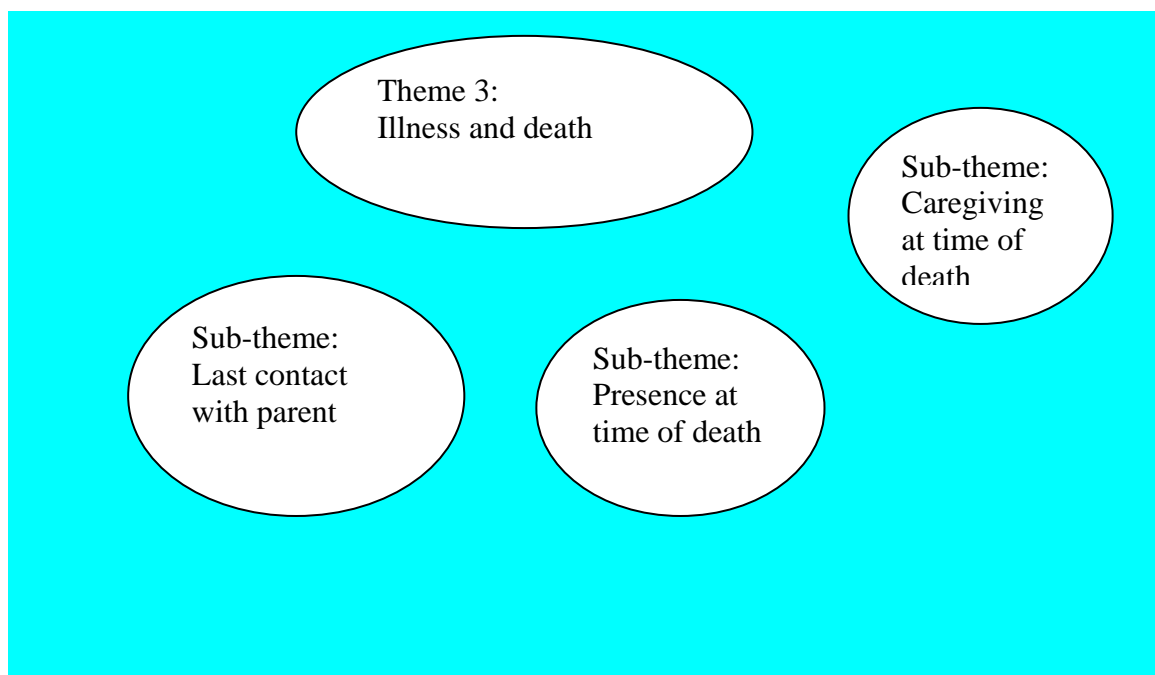 Theme 3:
Illness and death
Sub-theme:
Caregiving
at time of
death
Sub-theme:
Last contact
with parent
Sub-theme:
Presence at
time of death